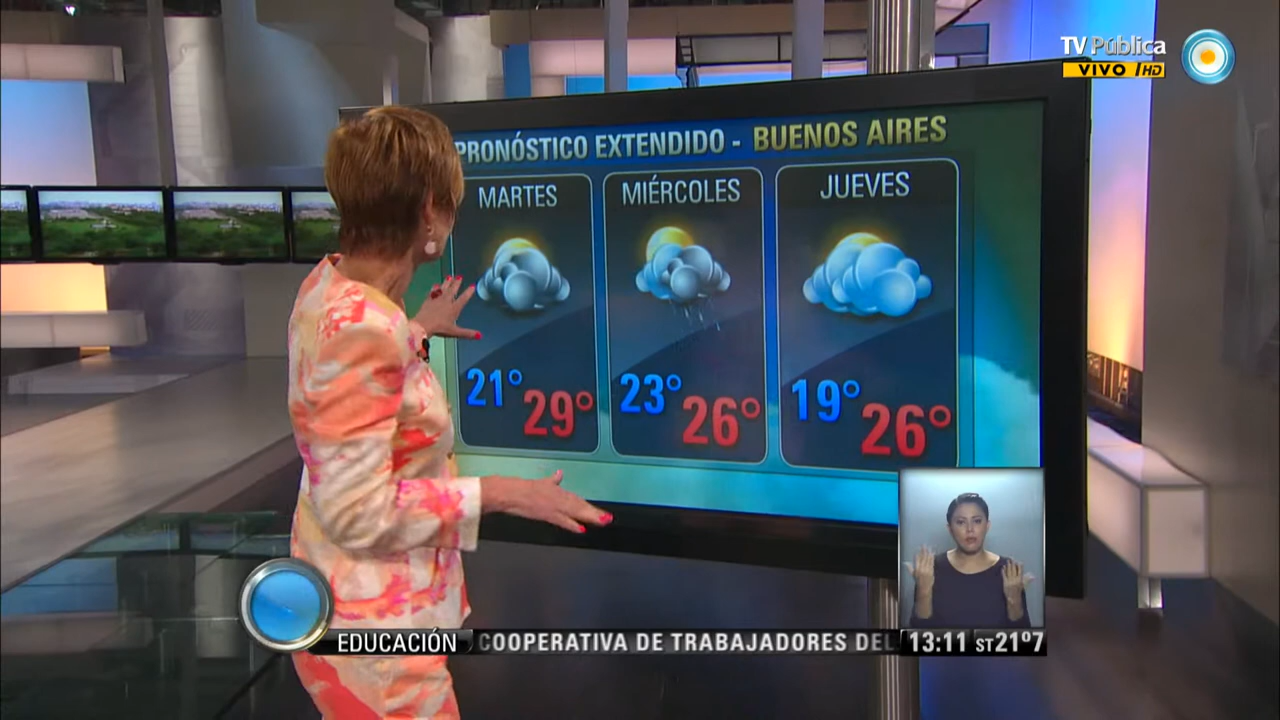 TV Pública
VIVO HD
PRONÓSTICO EXTENDIDO - BUENOS AIRES
MARTES
MIÉRCOLES
JUEVES
21° 29°
23° 26°
19° 26°
EDUCACIÓN COOPERATIVA DE TRABAJADORES DEL 13:11 ST21º7